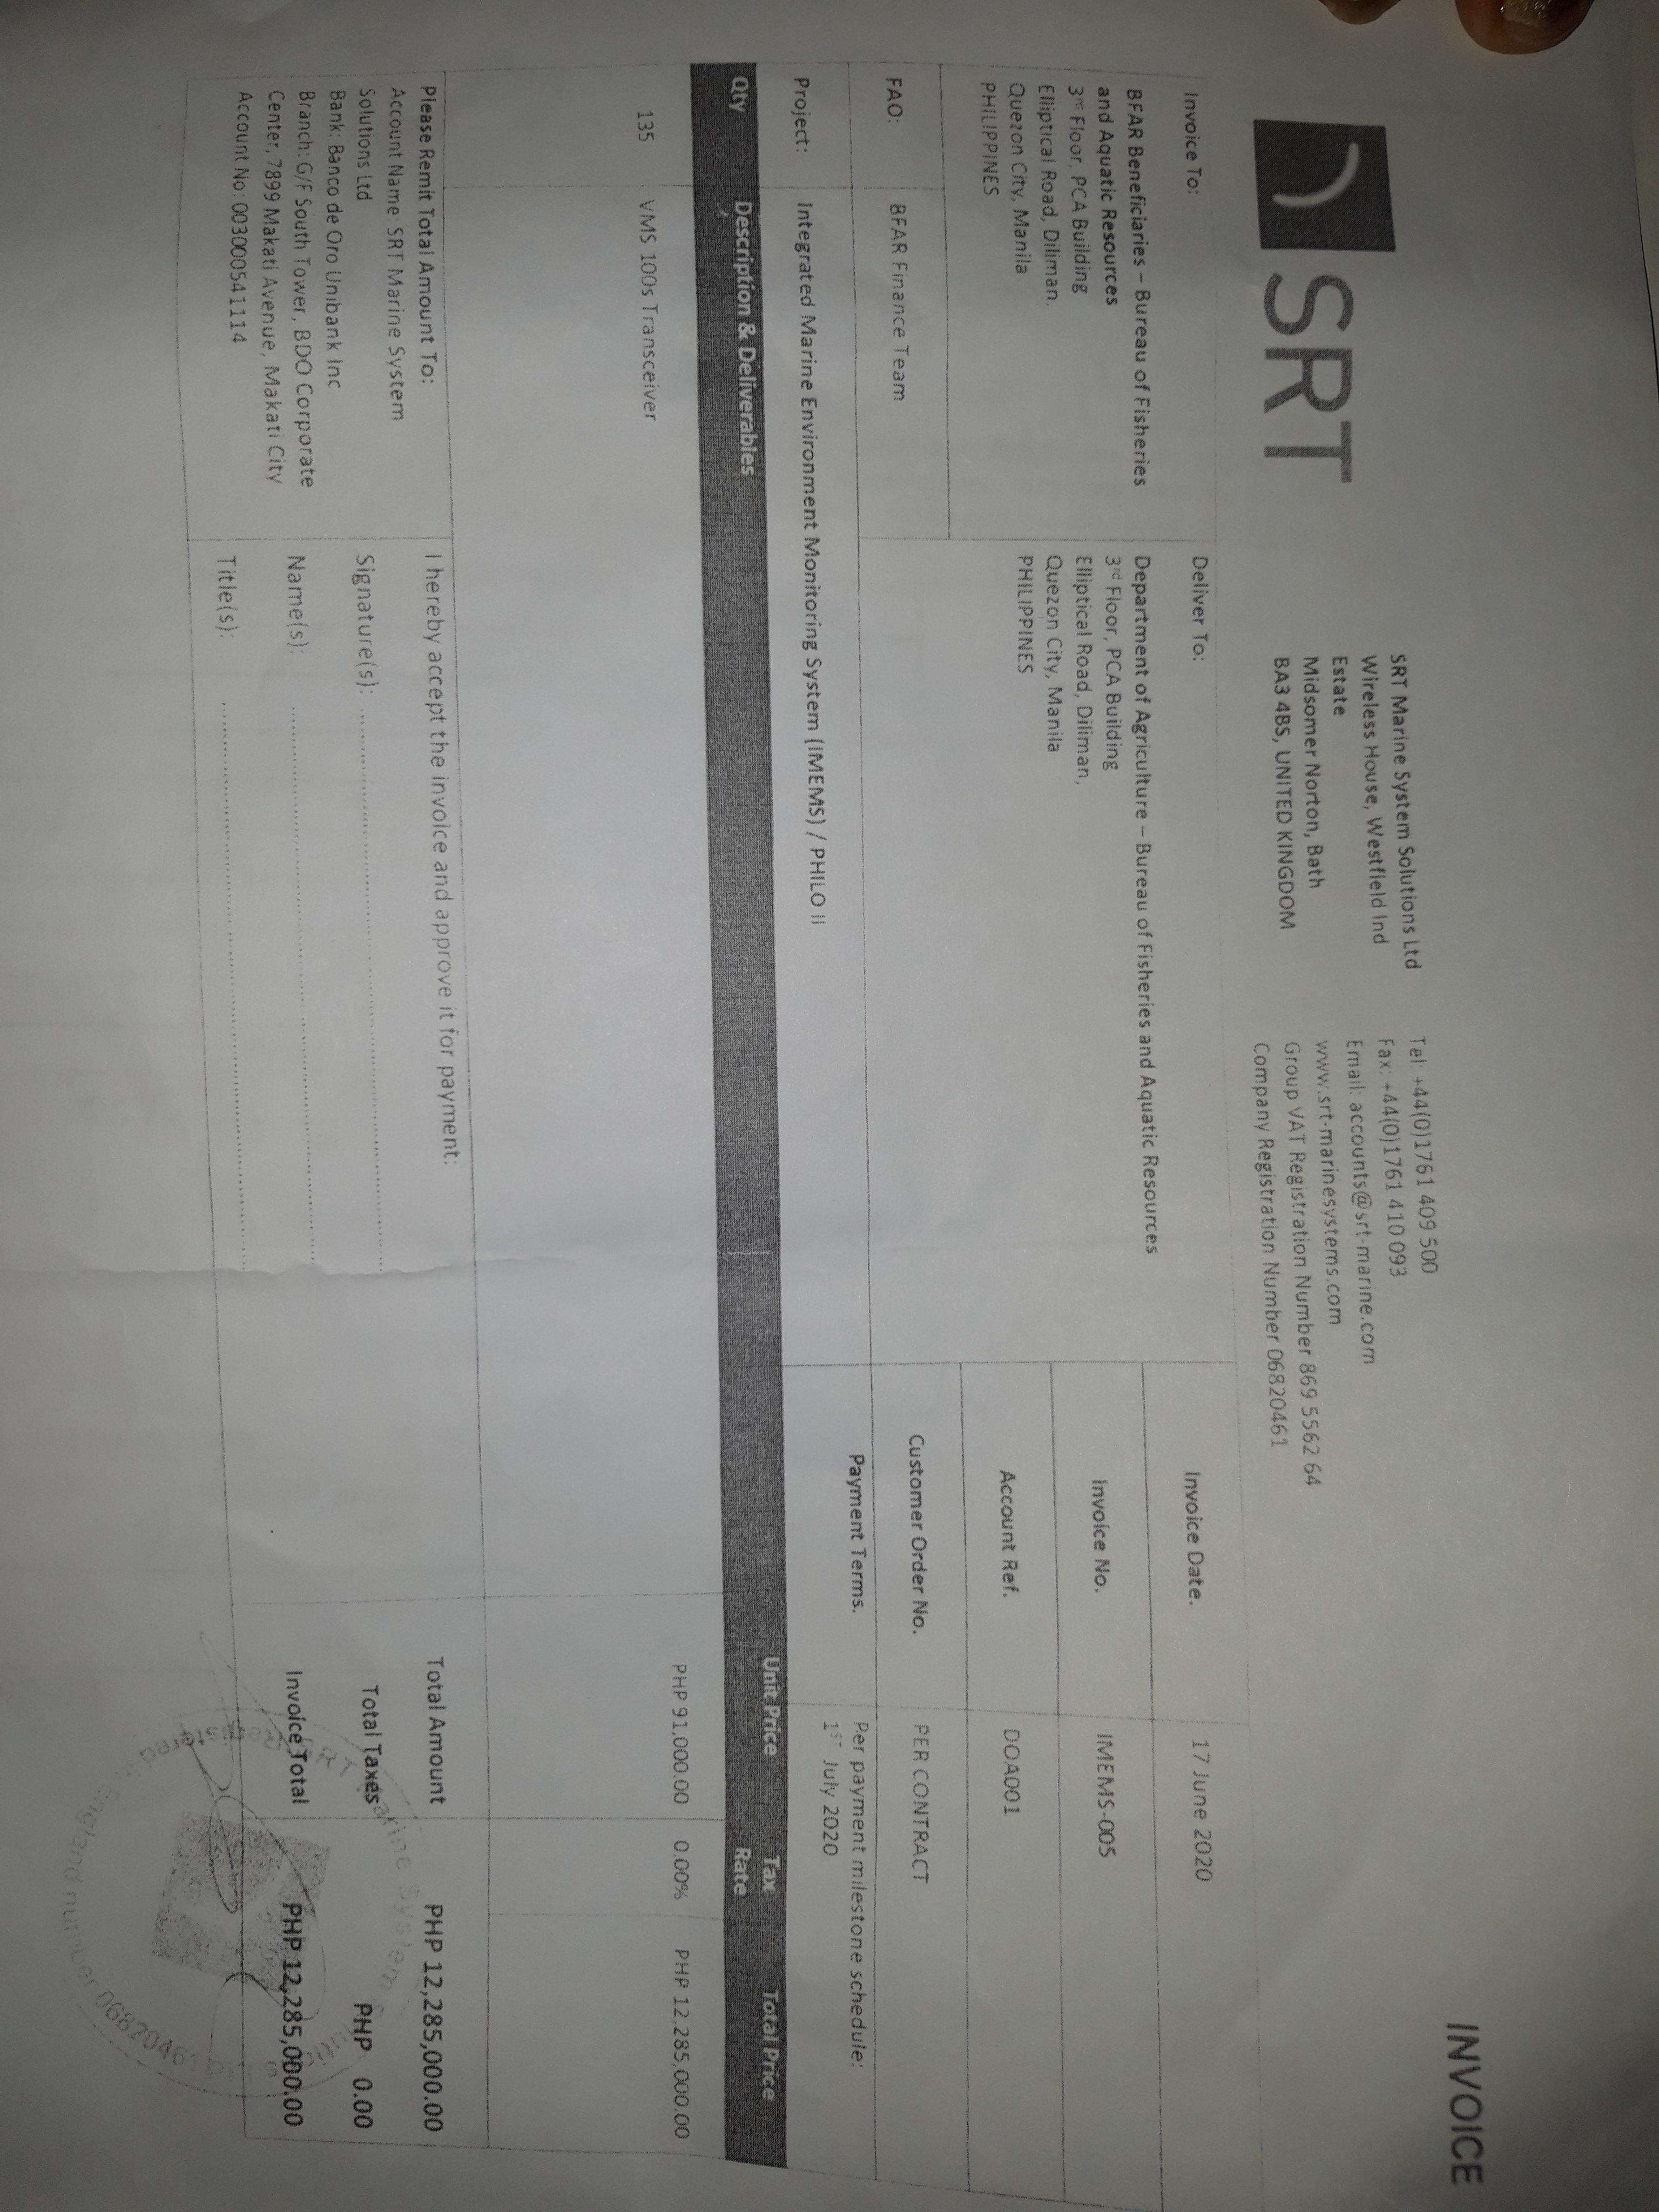 INVOICE
SRT
SRT Marine System Solutions Ltd
Wireless House, Westfield Ind
Estate
Midsomer Norton, Bath
BA3 4BS, UNITED KINGDOM
Tel: +44(0)1761 409 500
Fax: +44(0)1761 410 093
Email: accounts@srt-marine.com
www.srt-marinesystems.com
Group VAT Registration Number 869 5562 64
Company Registration Number 06820461
Invoice To:
BFAR Beneficiaries – Bureau of Fisheries
and Aquatic Resources
3rd Floor, PCA Building
Elliptical Road, Diliman,
Quezon City, Manila
PHILIPPINES
Deliver To:
Department of Agriculture – Bureau of Fisheries and Aquatic Resources
3rd Floor, PCA Building
Elliptical Road, Diliman,
Quezon City, Manila
PHILIPPINES
Invoice Date. 17 June 2020
Invoice No. IMEMS-005
Account Ref. DOA001
Customer Order No. PER CONTRACT
FAO: BFAR Finance Team
Payment Terms. Per payment milestone schedule:
1ST July 2020
Project: Integrated Marine Environment Monitoring System (IMEMS) / PHILO II
Qty Description & Deliverables Unit Price Tax Rate Total Price
135 VMS 100s Transceiver PHP 91,000.00 0.00% PHP 12,285,000.00
Please Remit Total Amount To:
Account Name: SRT Marine System
Solutions Ltd
Bank: Banco de Oro Unibank Inc
Branch: G/F South Tower, BDO Corporate
Center, 7899 Makati Avenue, Makati City
Account No: 003000541114
I hereby accept the invoice and approve it for payment:
Signature(s):
Name(s):
Title(s):
Total Amount PHP 12,285,000.00
Total Taxes PHP 0.00
Invoice Total PHP 12,285,000.00
SRT Marine System
Registered
England number 06820461